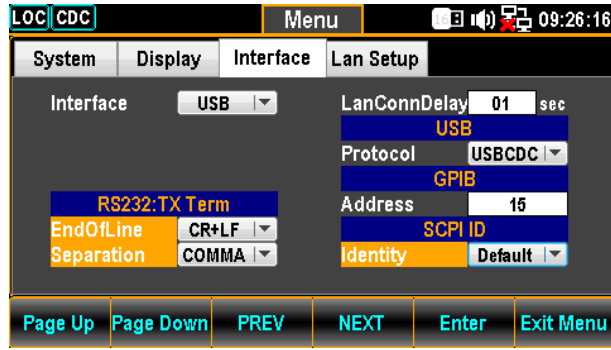 LOC CDC Menu 09:26:16
System Display Interface Lan Setup
Interface USB
LanConnDelay 01 sec
USB
Protocol USBCDC
GPIB
RS232:TX Term
Address 15
EndOfLine CR+LF
SCPI ID
Separation COMMA
Identity Default
Page Up Page Down PREV NEXT Enter Exit Menu